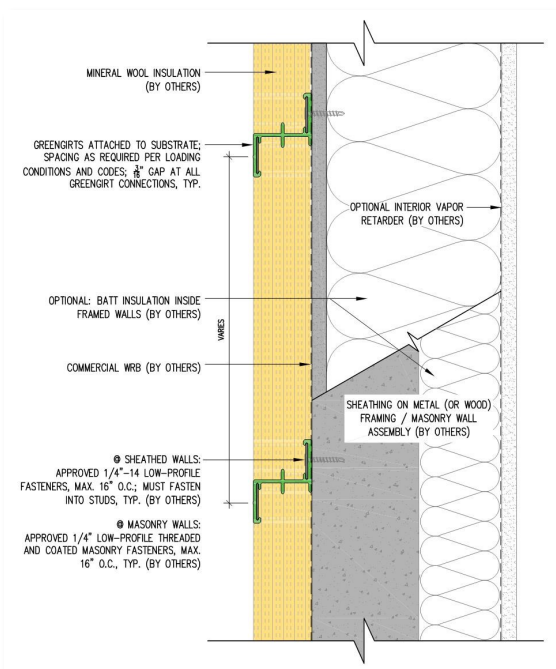 MINERAL WOOL INSULATION
(BY OTHERS)
GREENGIRTS ATTACHED TO SUBSTRATE;
SPACING AS REQUIRED PER LOADING
CONDITIONS AND CODES; 3/16" GAP AT ALL
GREENGIRT CONNECTIONS, TYP.
OPTIONAL INTERIOR VAPOR
RETARDER (BY OTHERS)
OPTIONAL: BATT INSULATION INSIDE
FRAMED WALLS (BY OTHERS)
VARIES
COMMERCIAL WRB (BY OTHERS)
SHEATHING ON METAL (OR WOOD)
FRAMING / MASONRY WALL
ASSEMBLY (BY OTHERS)
@ SHEATHED WALLS:
APPROVED 1/4"-14 LOW-PROFILE
FASTENERS, MAX. 16" O.C.; MUST FASTEN
INTO STUDS, TYP. (BY OTHERS)
@ MASONRY WALLS:
APPROVED 1/4" LOW-PROFILE THREADED
AND COATED MASONRY FASTENERS, MAX.
16" O.C., TYP. (BY OTHERS)